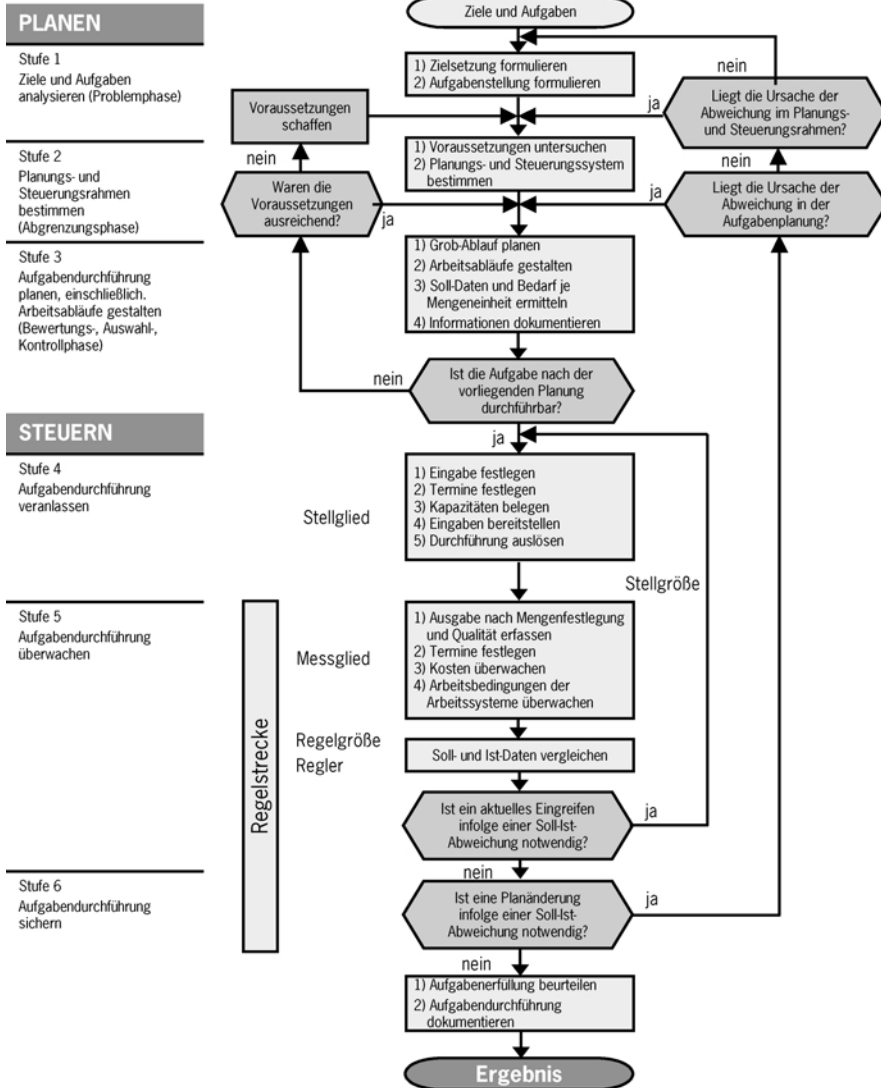 Ziele und Aufgaben
PLANEN
Stufe 1
Ziele und Aufgaben
analysieren (Problemphase)
1) Zielsetzung formulieren
2) Aufgabenstellung formulieren
nein
Liegt die Ursache der
Abweichung im Planungs-
und Steuerungsrahmen?
ja
Voraussetzungen
schaffen
nein
Stufe 2
Planungs- und
Steuerungsrahmen
bestimmen
(Abgrenzungsphase)
1) Voraussetzungen untersuchen
2) Planungs- und Steuerungssystem
bestimmen
nein
Waren die
Voraussetzungen
ausreichend?
ja
ja
Liegt die Ursache der
Abweichung in der
Aufgabenplanung?
Stufe 3
Aufgabendurchführung
planen, einschließlich.
Arbeitsabläufe gestalten
(Bewertungs-, Auswahl-,
Kontrollphase)
1) Grob-Ablauf planen
2) Arbeitsabläufe gestalten
3) Soll-Daten und Bedarf je
Mengeneinheit ermitteln
4) Informationen dokumentieren
nein
Ist die Aufgabe nach der
vorliegenden Planung
durchführbar?
ja
STEUERN
Stufe 4
Aufgabendurchführung
veranlassen
Stellglied
1) Eingabe festlegen
2) Termine festlegen
3) Kapazitäten belegen
4) Eingaben bereitstellen
5) Durchführung auslösen
Stellgröße
Stufe 5
Aufgabendurchführung
überwachen
Regelstrecke
Messglied
1) Ausgabe nach Mengenfestlegung
und Qualität erfassen
2) Termine festlegen
3) Kosten überwachen
4) Arbeitsbedingungen der
Arbeitssysteme überwachen
Regelgröße
Regler
Soll- und Ist-Daten vergleichen
Ist ein aktuelles Eingreifen
infolge einer Soll-Ist-
Abweichung notwendig?
ja
nein
Stufe 6
Aufgabendurchführung
sichern
Ist eine Planänderung
infolge einer Soll-Ist-
Abweichung notwendig?
ja
nein
1) Aufgabenerfüllung beurteilen
2) Aufgabendurchführung
dokumentieren
Ergebnis